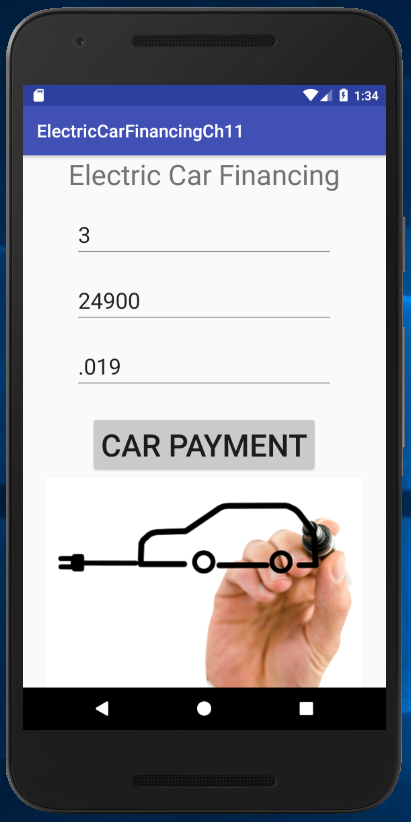 1:34
ElectricCarFinancingCh11
Electric Car Financing
3
24900
.019
CAR PAYMENT